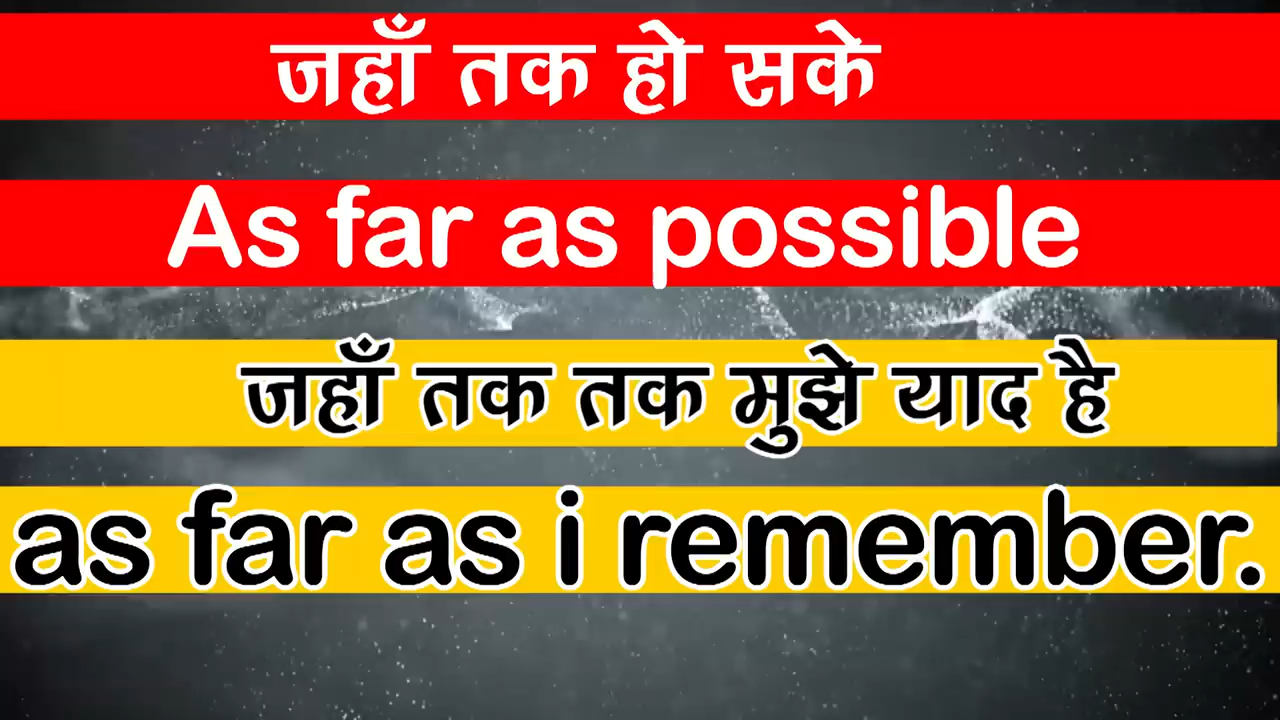 जहाँ तक हो सके
As far as possible
जहाँ तक तक मुझे याद है
as far as i remember.